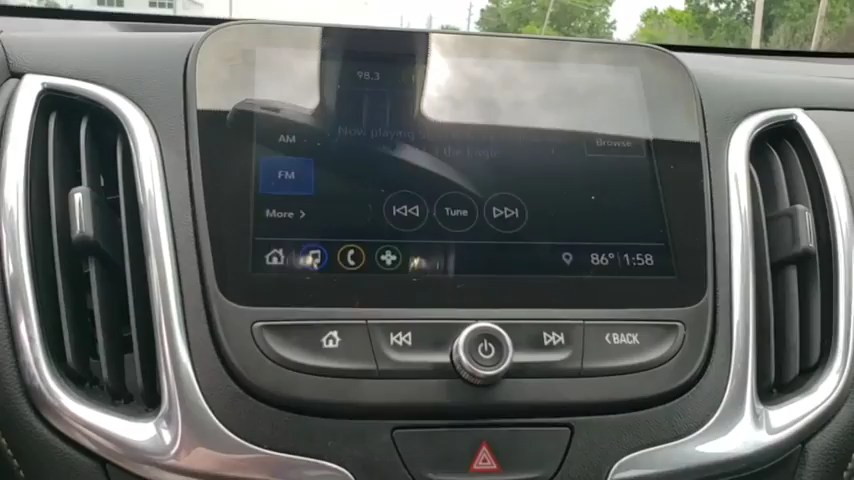 98.3
AM
Now playing
Browse
FM
More
Tune
86° 1:58
BACK